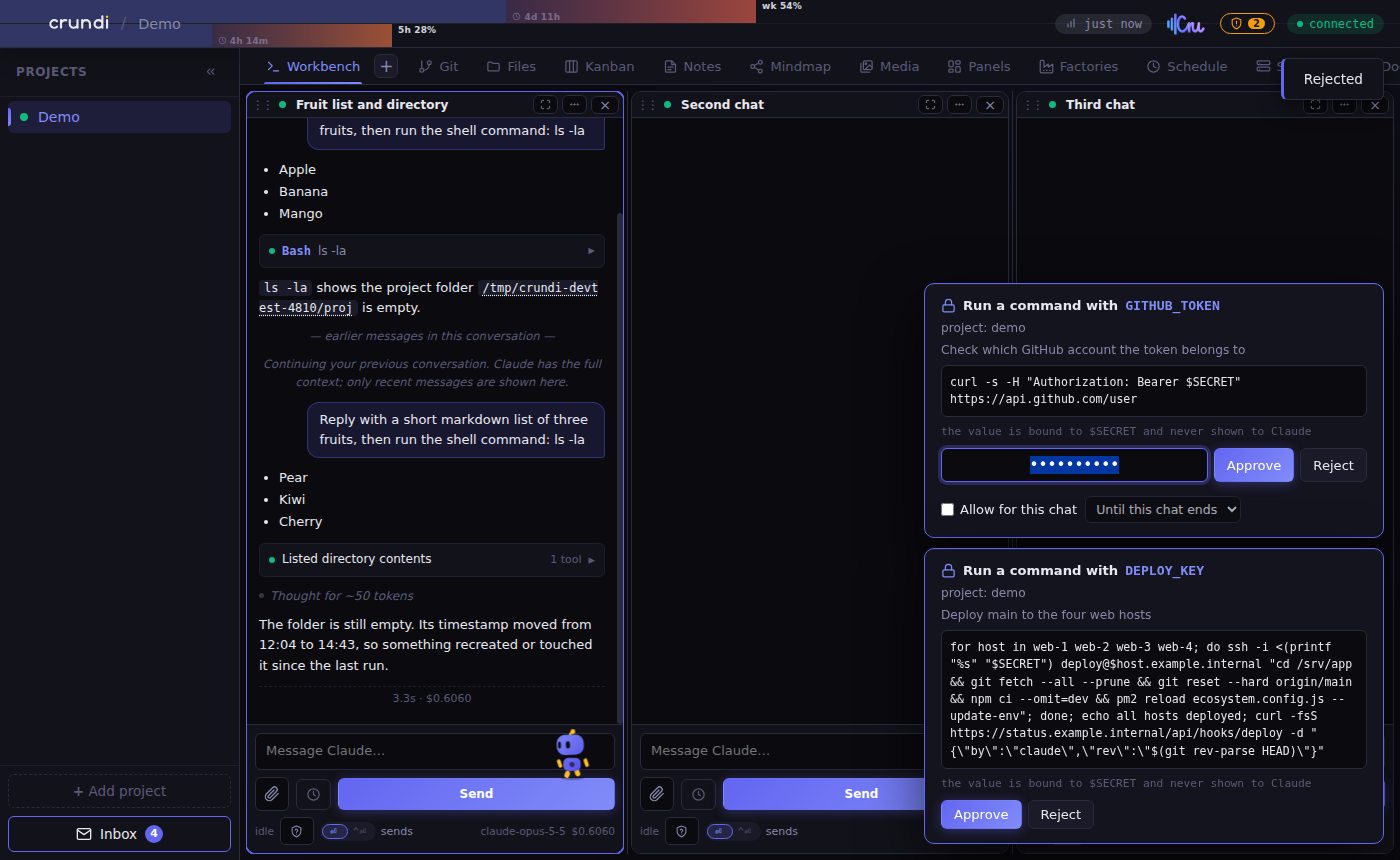 crundi / Demo
4h 14m
5h 28%
4d 11h
wk 54%
just now
Cru
2
connected
PROJECTS
«
Demo
+ Add project
Inbox 4
Workbench
+
Git
Files
Kanban
Notes
Mindmap
Media
Panels
Factories
Schedule
Rejected
Fruit list and directory
fruits, then run the shell command: ls -la
• Apple
• Banana
• Mango
Bash ls -la
ls -la shows the project folder /tmp/crundi-devt
est-4810/proj is empty.
— earlier messages in this conversation —
Continuing your previous conversation. Claude has the full
context; only recent messages are shown here.
Reply with a short markdown list of three
fruits, then run the shell command: ls -la
• Pear
• Kiwi
• Cherry
Listed directory contents 1 tool
Thought for ~50 tokens
The folder is still empty. Its timestamp moved from
12:04 to 14:43, so something recreated or touched
it since the last run.
3.3s · $0.6060
Message Claude…
Send
idle
sends
claude-opus-5-5 $0.6060
Second chat
Message Claude…
Send
idle
sends
Third chat
Run a command with GITHUB_TOKEN
project: demo
Check which GitHub account the token belongs to
curl -s -H "Authorization: Bearer $SECRET"
https://api.github.com/user
the value is bound to $SECRET and never shown to Claude
••••••••••
Approve
Reject
Allow for this chat
Until this chat ends
Run a command with DEPLOY_KEY
project: demo
Deploy main to the four web hosts
for host in web-1 web-2 web-3 web-4; do ssh -i <(printf
"%s" "$SECRET") deploy@$host.example.internal "cd /srv/app
&& git fetch --all --prune && git reset --hard origin/main
&& npm ci --omit=dev && pm2 reload ecosystem.config.js --
update-env"; done; echo all hosts deployed; curl -fsS
https://status.example.internal/api/hooks/deploy -d "
{\"by\":\"claude\",\"rev\":\"$(git rev-parse HEAD)\"}"
the value is bound to $SECRET and never shown to Claude
Approve
Reject